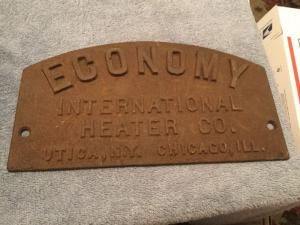 ECONOMY
INTERNATIONAL
HEATER CO.
UTICA, N.Y. CHICAGO, ILL.